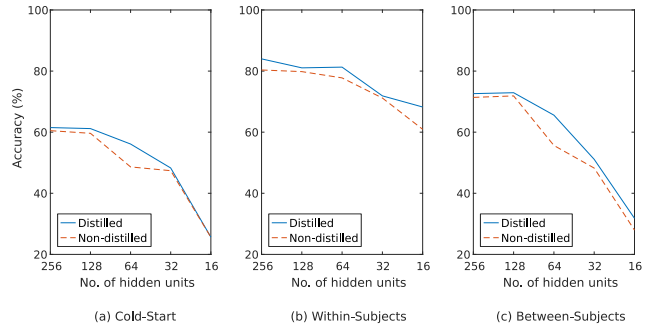 100
80
60
40
20
Accuracy (%)
Distilled
Non-distilled
256 128 64 32 16
No. of hidden units
(a) Cold-Start
100
80
60
40
20
Distilled
Non-distilled
256 128 64 32 16
No. of hidden units
(b) Within-Subjects
100
80
60
40
20
Distilled
Non-distilled
256 128 64 32 16
No. of hidden units
(c) Between-Subjects